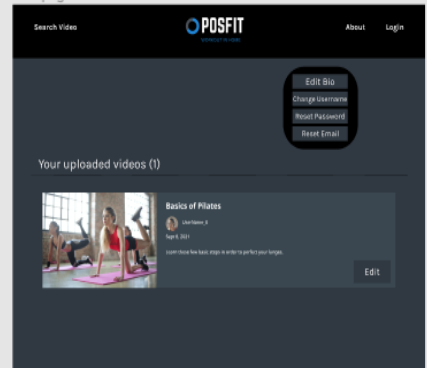 Search Video
POSFIT
About
Login
Edit Bio
Change Username
Reset Password
Reset Email
Your uploaded videos (1)
Basics of Pilates
Sept 8, 2021
Learn these few basic steps in order to perfect your lunges.
Edit